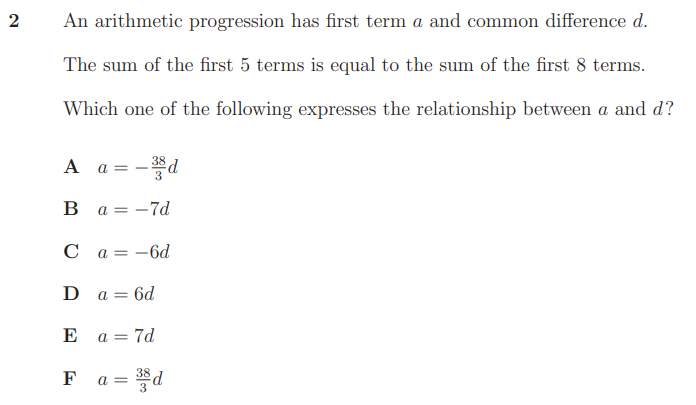 2 An arithmetic progression has first term a and common difference d.
The sum of the first 5 terms is equal to the sum of the first 8 terms.
Which one of the following expresses the relationship between a and d?
A a = −38/3 d
B a = −7d
C a = −6d
D a = 6d
E a = 7d
F a = 38/3 d